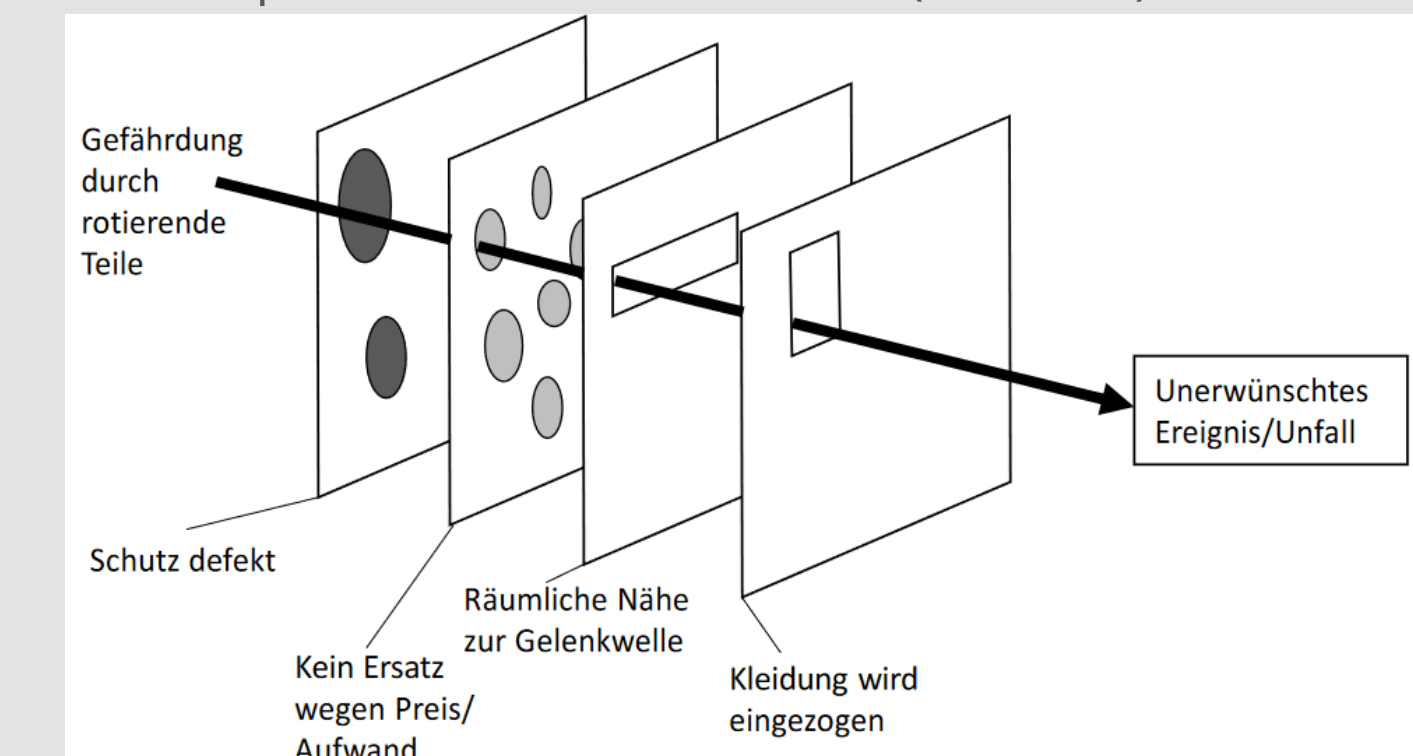 Gefährdung
durch
rotierende
Teile
Unerwünschtes
Ereignis/Unfall
Schutz defekt
Räumliche Nähe
zur Gelenkwelle
Kein Ersatz
wegen Preis/
Aufwand
Kleidung wird
eingezogen